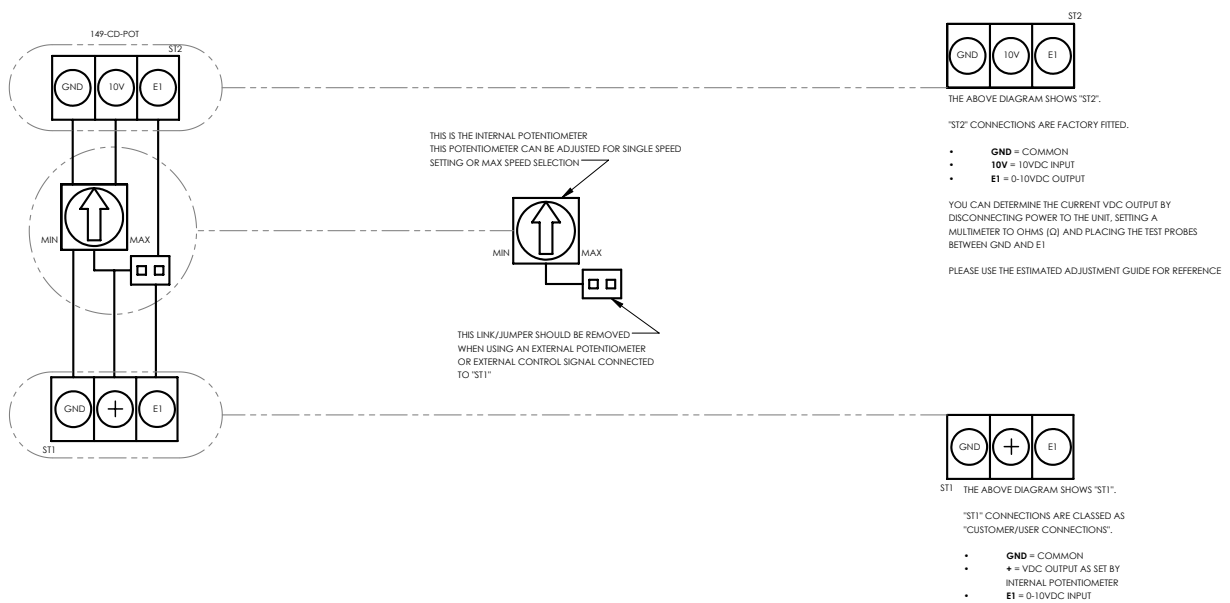 149-CD-POT
ST2
GND 10V E1
MIN MAX
GND + E1
ST1
THIS IS THE INTERNAL POTENTIOMETER
THIS POTENTIOMETER CAN BE ADJUSTED FOR SINGLE SPEED
SETTING OR MAX SPEED SELECTION
MIN MAX
THIS LINK/JUMPER SHOULD BE REMOVED
WHEN USING AN EXTERNAL POTENTIOMETER
OR EXTERNAL CONTROL SIGNAL CONNECTED
TO "ST1"
ST2
GND 10V E1
THE ABOVE DIAGRAM SHOWS "ST2".
"ST2" CONNECTIONS ARE FACTORY FITTED.
• GND = COMMON
• 10V = 10VDC INPUT
• E1 = 0-10VDC OUTPUT
YOU CAN DETERMINE THE CURRENT VDC OUTPUT BY
DISCONNECTING POWER TO THE UNIT, SETTING A
MULTIMETER TO OHMS (Ω) AND PLACING THE TEST PROBES
BETWEEN GND AND E1
PLEASE USE THE ESTIMATED ADJUSTMENT GUIDE FOR REFERENCE
GND + E1
ST1
THE ABOVE DIAGRAM SHOWS "ST1".
"ST1" CONNECTIONS ARE CLASSED AS
"CUSTOMER/USER CONNECTIONS".
• GND = COMMON
• + = VDC OUTPUT AS SET BY
INTERNAL POTENTIOMETER
• E1 = 0-10VDC INPUT